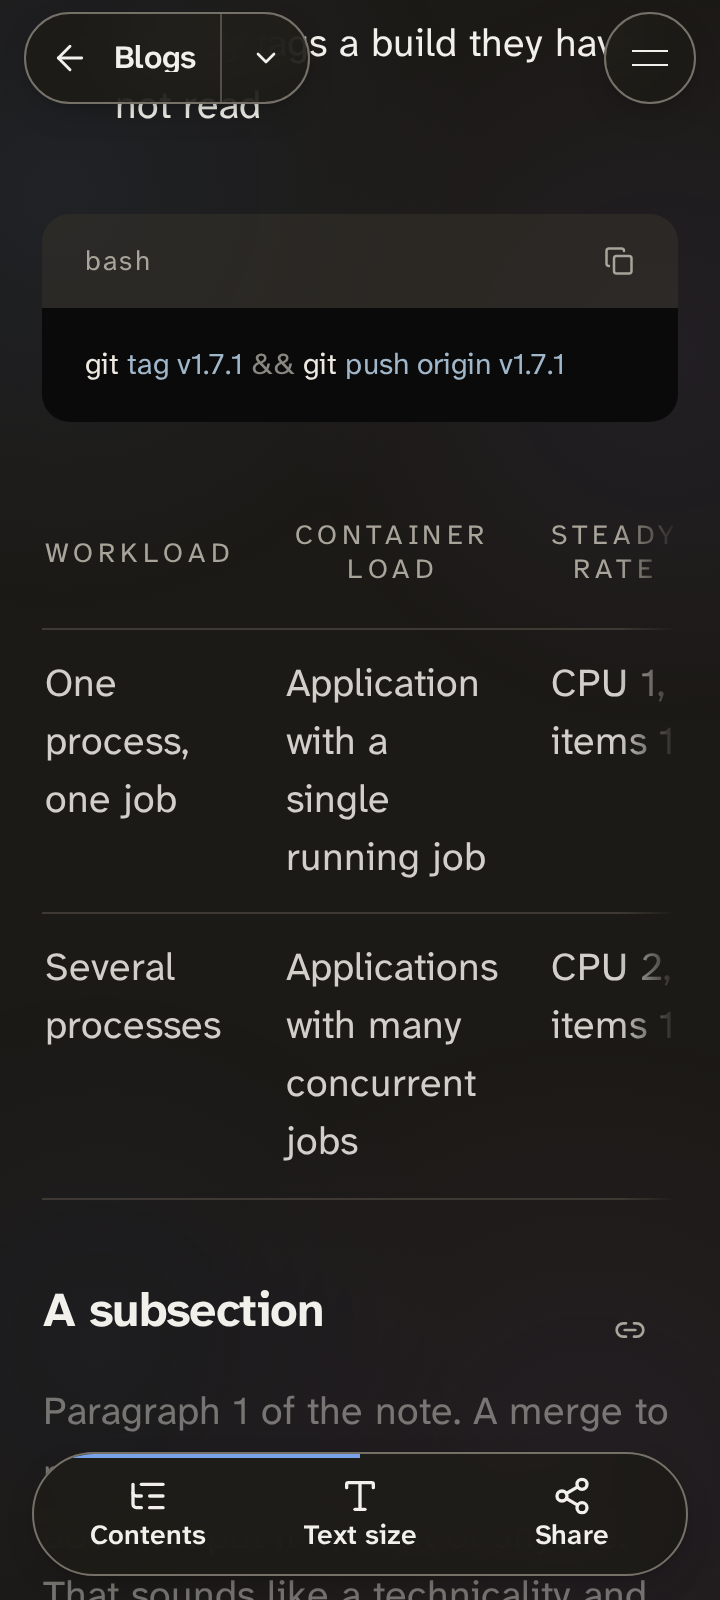 Blogs
s a build they hav
not read
bash
git tag v1.7.1 && git push origin v1.7.1
WORKLOAD
CONTAINER
LOAD
STEADY
RATE
One
process,
one job
Application
with a
single
running job
CPU 1,
items 1
Several
processes
Applications
with many
concurrent
jobs
CPU 2,
items 1
A subsection
Paragraph 1 of the note. A merge to
Contents
Text size
Share
That sounds like a technicality and